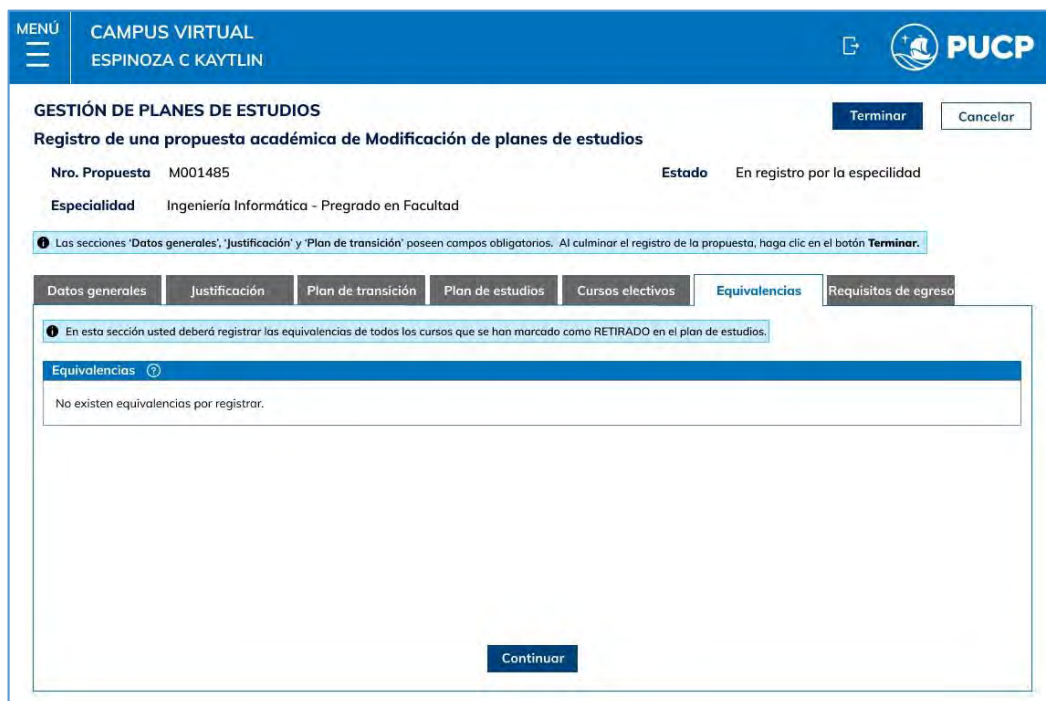 MENÚ
CAMPUS VIRTUAL
ESPINOZA C KAYTLIN
PUCP
GESTIÓN DE PLANES DE ESTUDIOS
Terminar
Cancelar
Registro de una propuesta académica de Modificación de planes de estudios
Nro. Propuesta M001485
Estado En registro por la especilidad
Especialidad Ingeniería Informática - Pregrado en Facultad
Las secciones 'Datos generales', 'Justificación' y 'Plan de transición' poseen campos obligatorios. Al culminar el registro de la propuesta, haga clic en el botón Terminar.
Datos generales Justificación Plan de transición Plan de estudios Cursos electivos Equivalencias Requisitos de egreso
En esta sección usted deberá registrar las equivalencias de todos los cursos que se han marcado como RETIRADO en el plan de estudios.
Equivalencias ?
No existen equivalencias por registrar.
Continuar